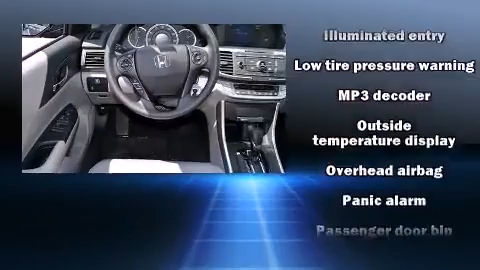 Illuminated entry
Low tire pressure warning
MP3 decoder
Outside
temperature display
Overhead airbag
Panic alarm
Passenger door bin